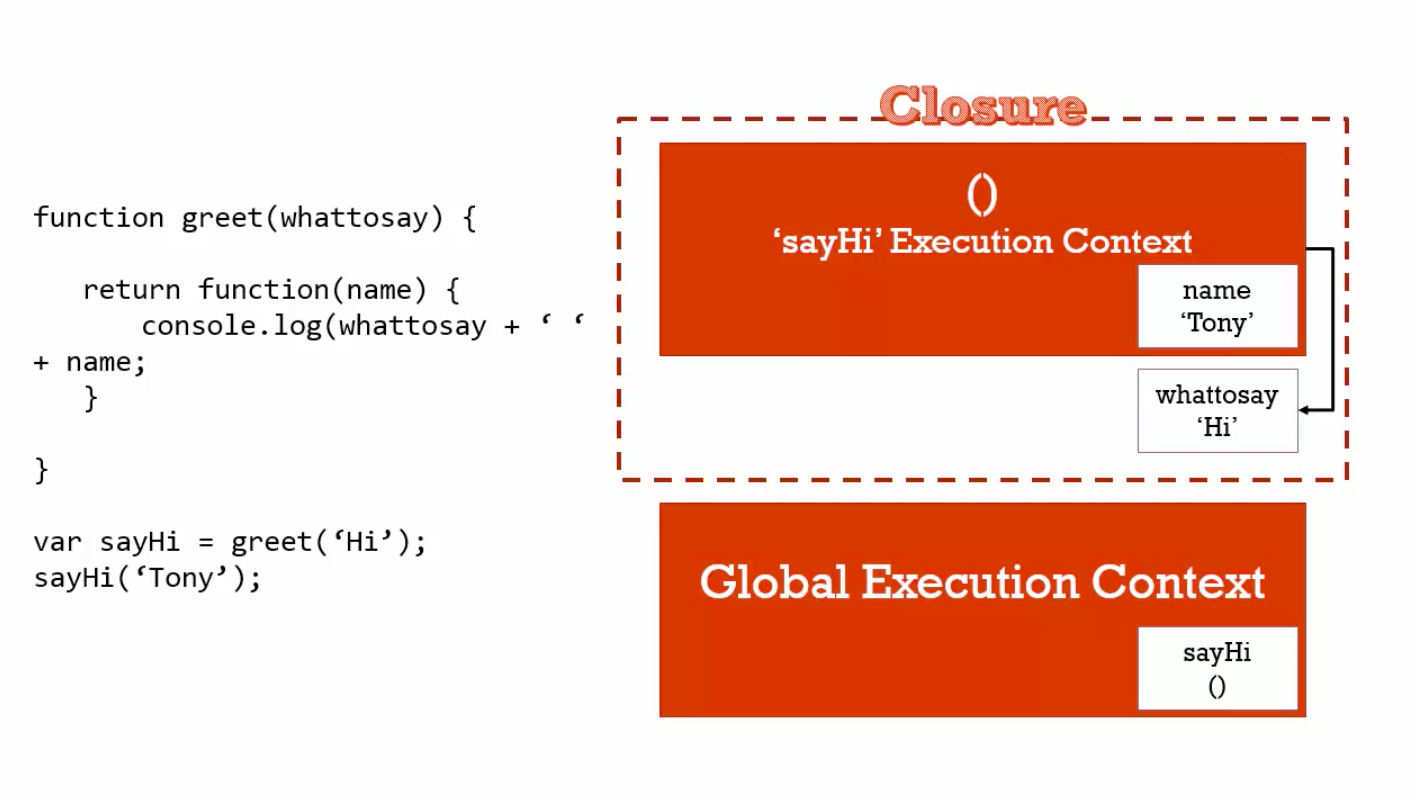 function greet(whattosay) {
return function(name) {
console.log(whattosay + ‘ ‘
+ name;
}
}
var sayHi = greet(‘Hi’);
sayHi(‘Tony’);
Closure
()
‘sayHi’ Execution Context
name
‘Tony’
whattosay
‘Hi’
Global Execution Context
sayHi
()